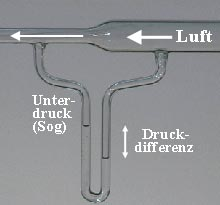 Luft
Unter-
druck
(Sog)
Druck-
differenz